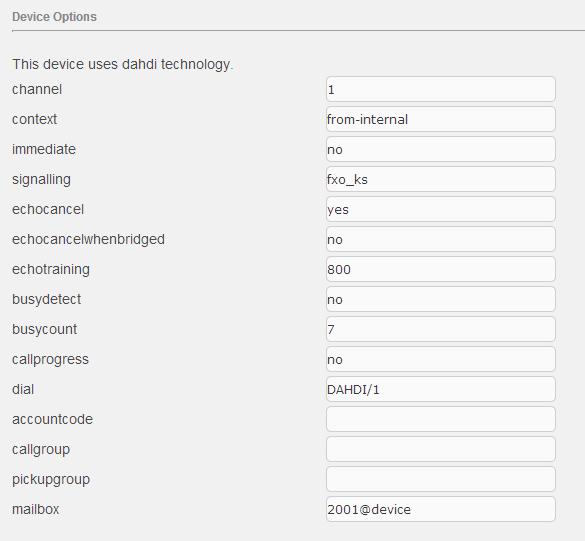 Device Options
This device uses dahdi technology.
channel 1
context from-internal
immediate no
signalling fxo_ks
echocancel yes
echocancelwhenbridged no
echotraining 800
busydetect no
busycount 7
callprogress no
dial DAHDI/1
accountcode
callgroup
pickupgroup
mailbox 2001@device